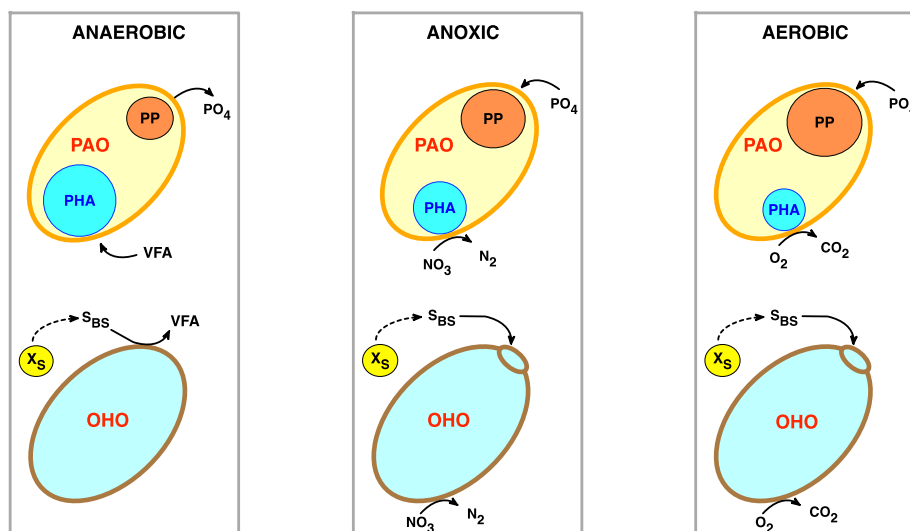 ANAEROBIC
PP
PO4
PAO
PHA
VFA
SBS
VFA
XS
OHO
ANOXIC
PP
PO4
PAO
PHA
NO3
N2
SBS
XS
OHO
NO3
N2
AEROBIC
PP
PO
PAO
PHA
O2
CO2
SBS
XS
OHO
O2
CO2